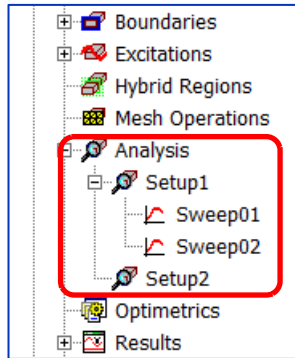 Boundaries
Excitations
Hybrid Regions
Mesh Operations
Analysis
Setup1
Sweep01
Sweep02
Setup2
Optimetrics
Results